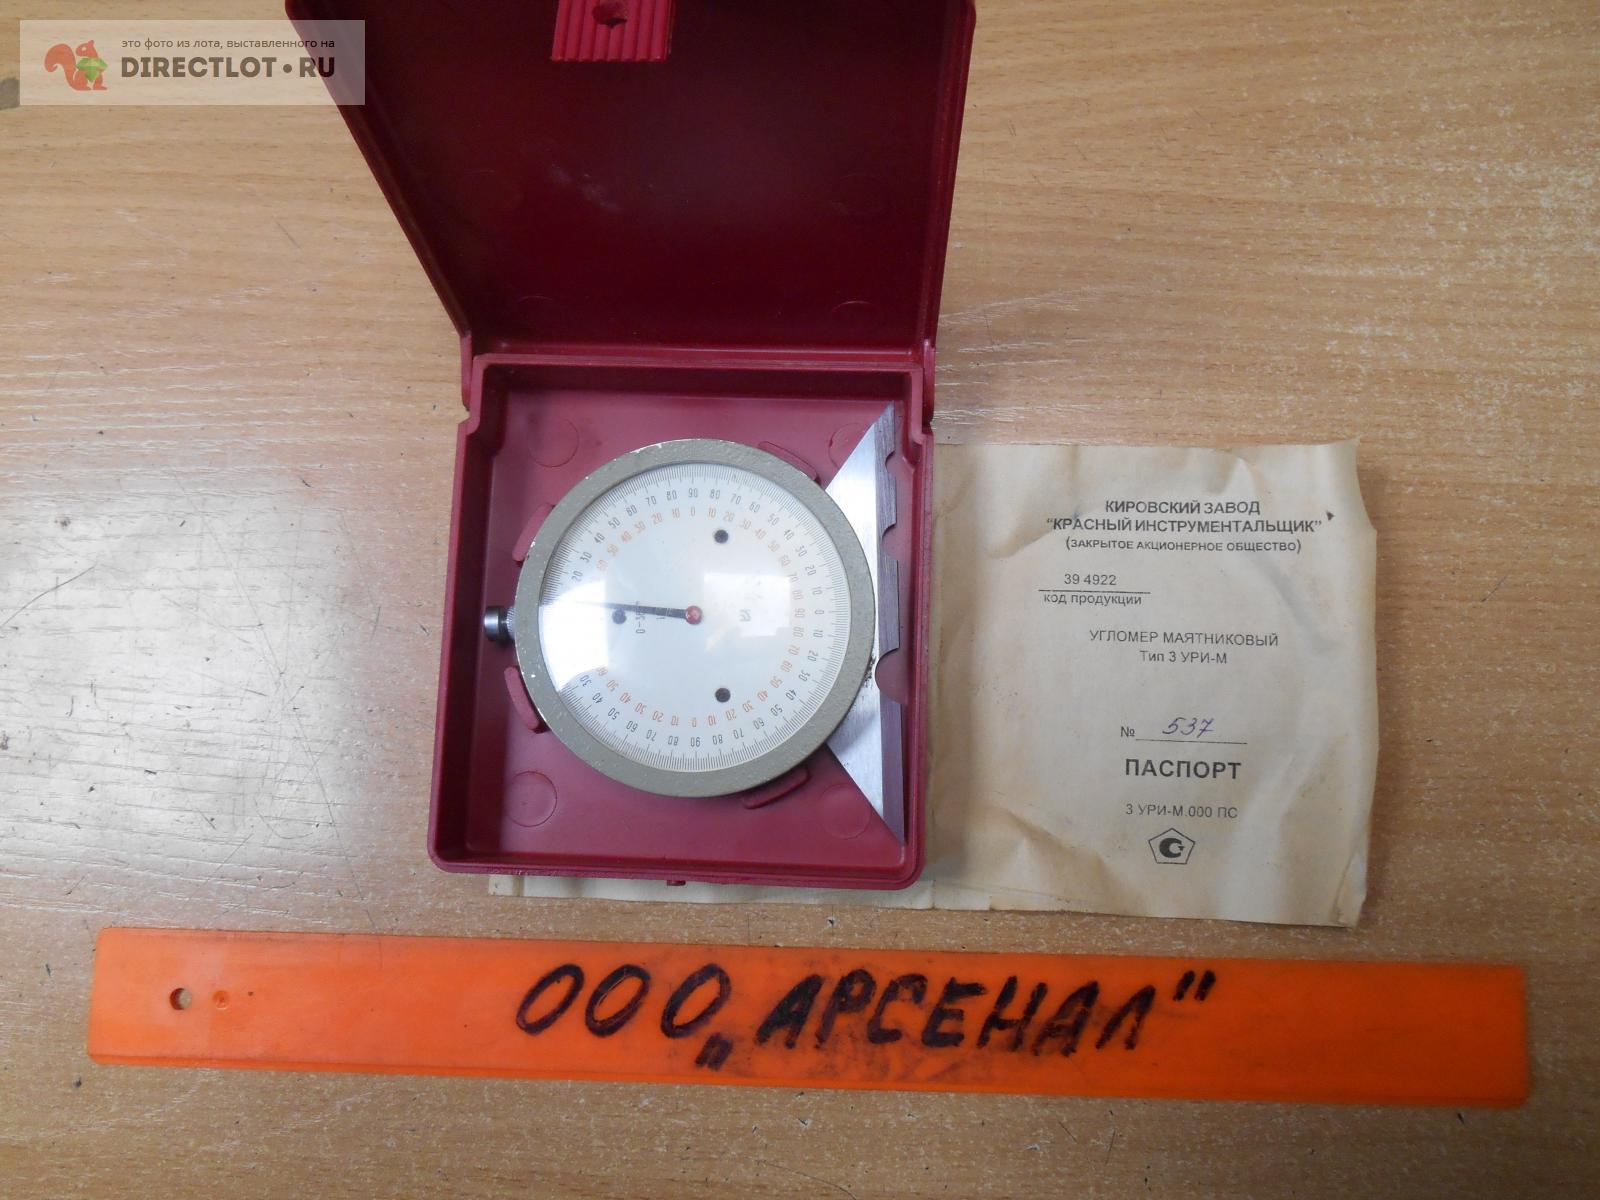 это фото из лота, выставленного на
DIRECTLOT•RU
КИРОВСКИЙ ЗАВОД
"КРАСНЫЙ ИНСТРУМЕНТАЛЬЩИК"
(ЗАКРЫТОЕ АКЦИОНЕРНОЕ ОБЩЕСТВО)
39 4922
код продукции
УГЛОМЕР МАЯТНИКОВЫЙ
Тип 3 УРИ-М
№ 537
ПАСПОРТ
3 УРИ-М.000 ПС
ООО „АРСЕНАЛ"